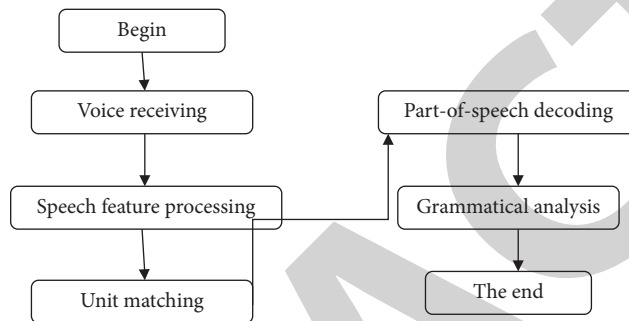 Begin
Voice receiving
Speech feature processing
Unit matching
Part-of-speech decoding
Grammatical analysis
The end